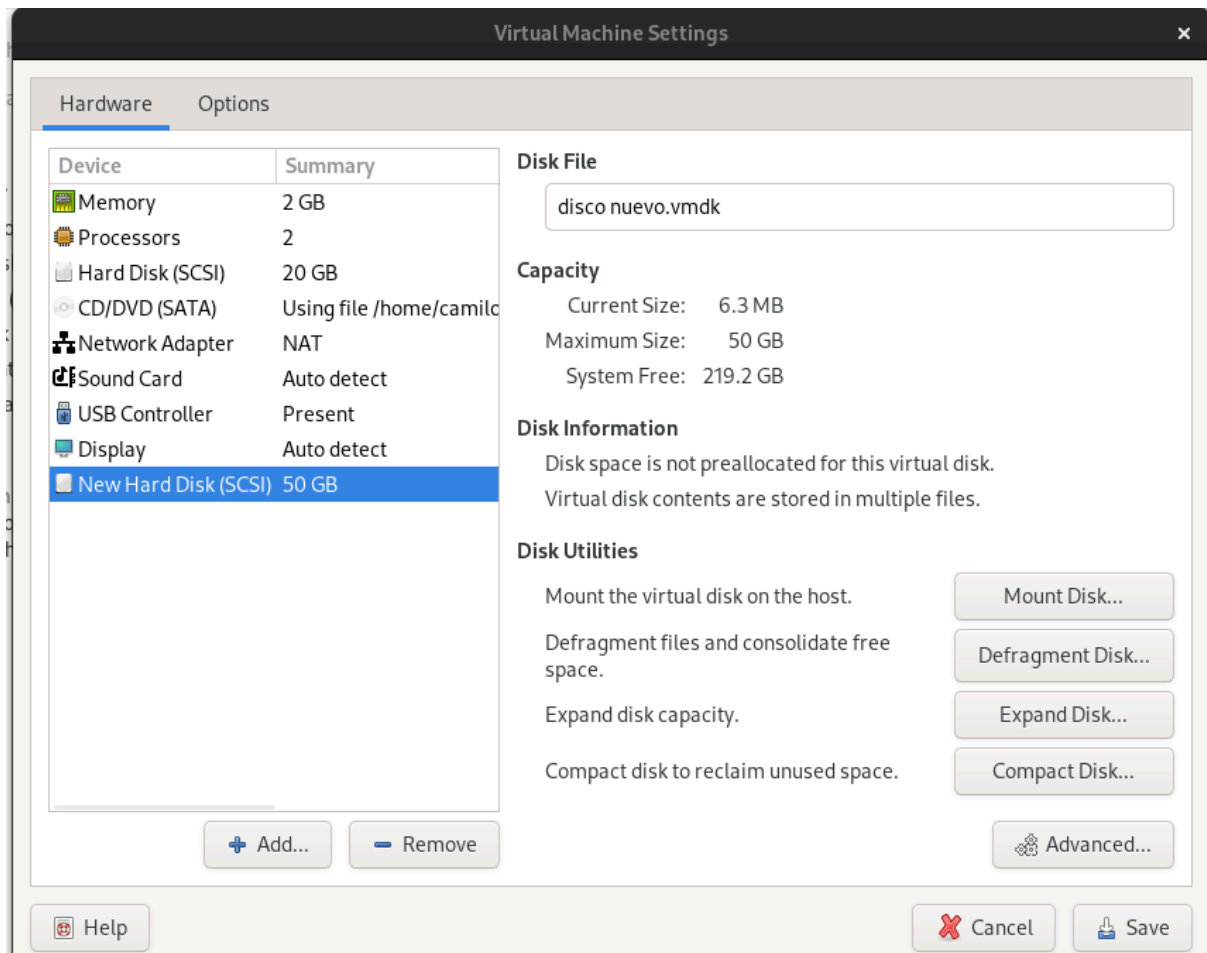 Virtual Machine Settings
Hardware Options
Device Summary
Memory 2 GB
Processors 2
Hard Disk (SCSI) 20 GB
CD/DVD (SATA) Using file /home/camilo
Network Adapter NAT
Sound Card Auto detect
USB Controller Present
Display Auto detect
New Hard Disk (SCSI) 50 GB
Add... Remove
Disk File
disco nuevo.vmdk
Capacity
Current Size: 6.3 MB
Maximum Size: 50 GB
System Free: 219.2 GB
Disk Information
Disk space is not preallocated for this virtual disk.
Virtual disk contents are stored in multiple files.
Disk Utilities
Mount the virtual disk on the host. Mount Disk...
Defragment files and consolidate free
space. Defragment Disk...
Expand disk capacity. Expand Disk...
Compact disk to reclaim unused space. Compact Disk...
Advanced...
Help Cancel Save